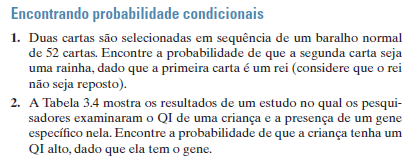 Encontrando probabilidade condicionais
1. Duas cartas são selecionadas em sequência de um baralho normal
de 52 cartas. Encontre a probabilidade de que a segunda carta seja
uma rainha, dado que a primeira carta é um rei (considere que o rei
não seja reposto).
2. A Tabela 3.4 mostra os resultados de um estudo no qual os pesqui-
sadores examinaram o QI de uma criança e a presença de um gene
específico nela. Encontre a probabilidade de que a criança tenha um
QI alto, dado que ela tem o gene.